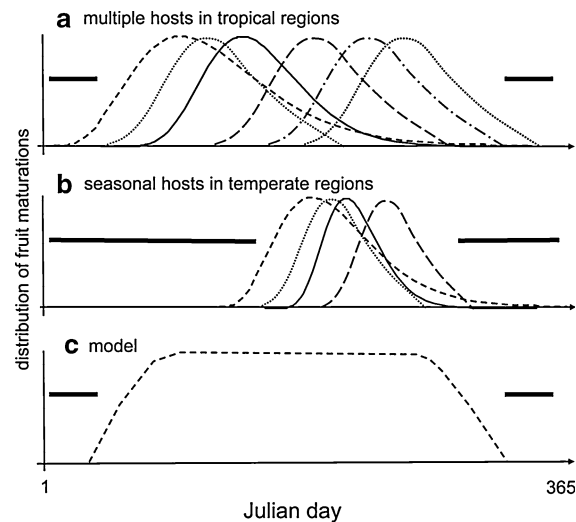 a multiple hosts in tropical regions
b seasonal hosts in temperate regions
c model
distribution of fruit maturations
1
365
Julian day